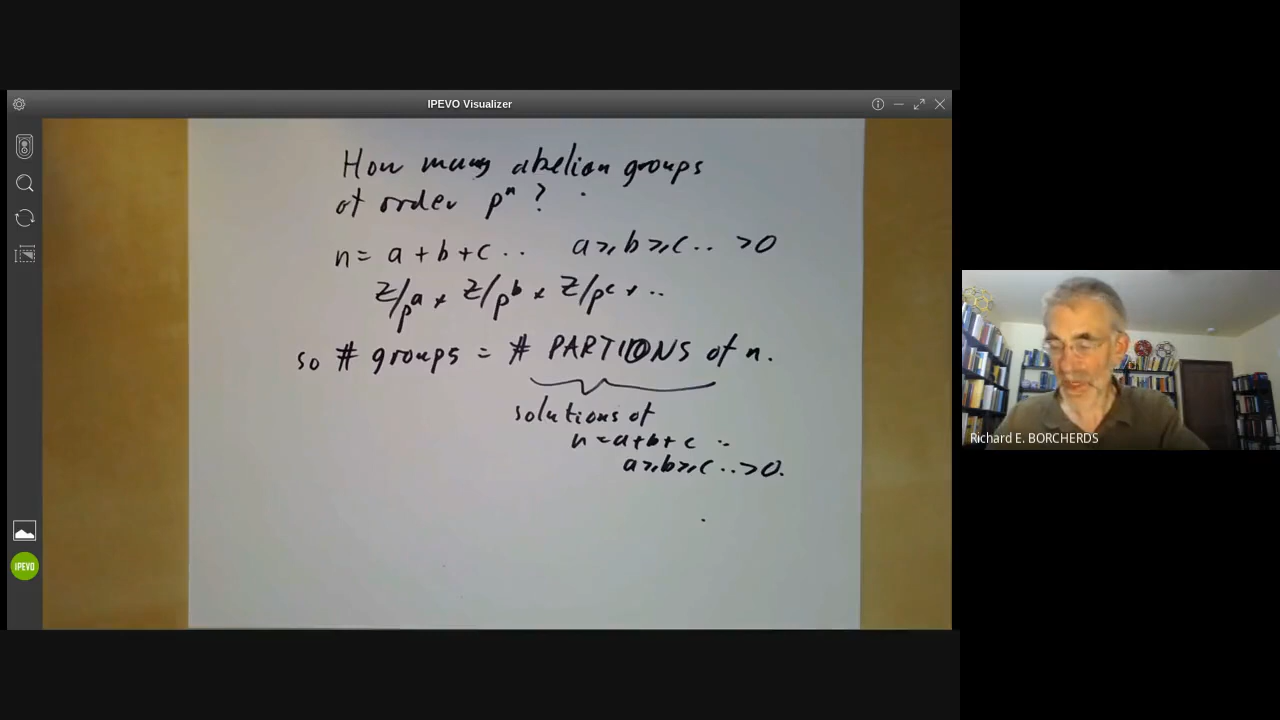 IPEVO Visualizer
How many abelian groups
of order pⁿ ?
n = a + b + c ..   a ≥ b ≥ c .. > 0
Z/pᵃ × Z/pᵇ × Z/pᶜ × ..
so # groups = # PARTIONS of n.
solutions of
n = a + b + c ..
a ≥ b ≥ c .. > 0.
Richard E. BORCHERDS
IPEVO